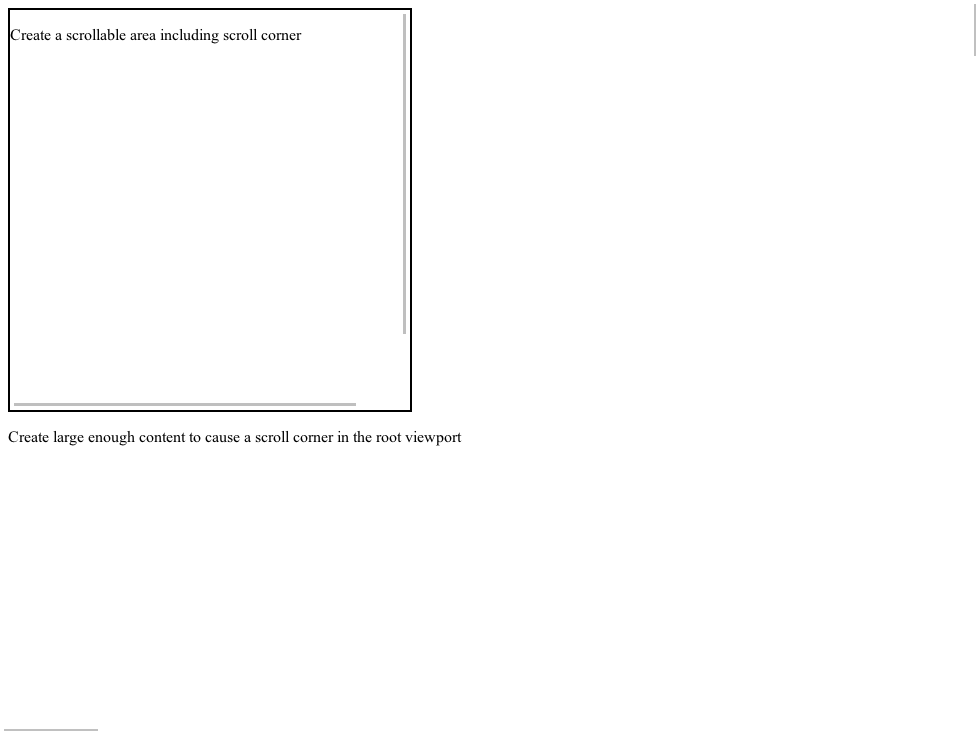 Create a scrollable area including scroll corner
Create large enough content to cause a scroll corner in the root viewport